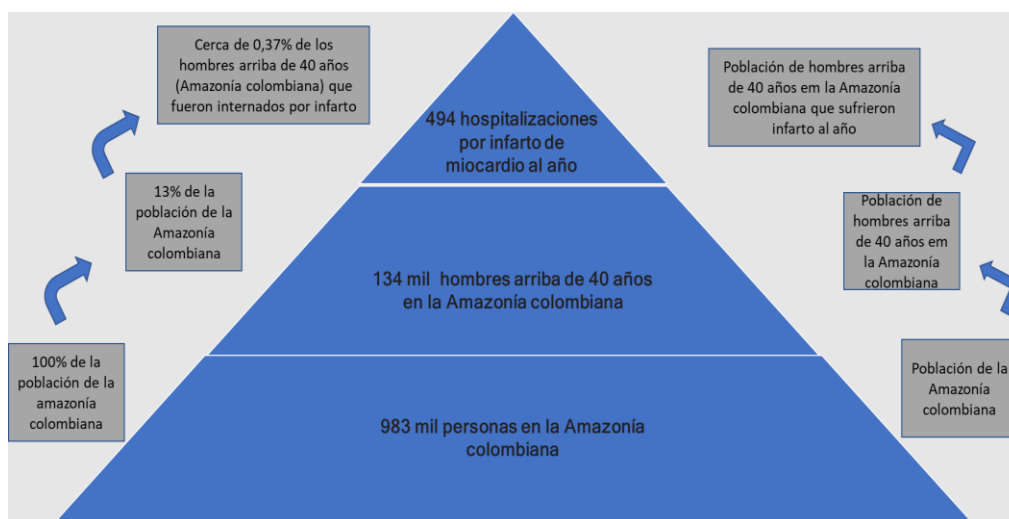 Cerca de 0,37% de los
hombres arriba de 40 años
(Amazonía colombiana) que
fueron internados por infarto
Población de hombres arriba
de 40 años em la Amazonía
colombiana que sufrieron
infarto al año
494 hospitalizaciones
por infarto de
miocardio al año
13% de la
población de la
Amazonía
colombiana
Población de
hombres arriba
de 40 años em
la Amazonía
colombiana
134 mil hombres arriba de 40 años
en la Amazonía colombiana
100% de la
población de la
amazonía
colombiana
Población de la
Amazonía
colombiana
983 mil personas en la Amazonía
colombiana